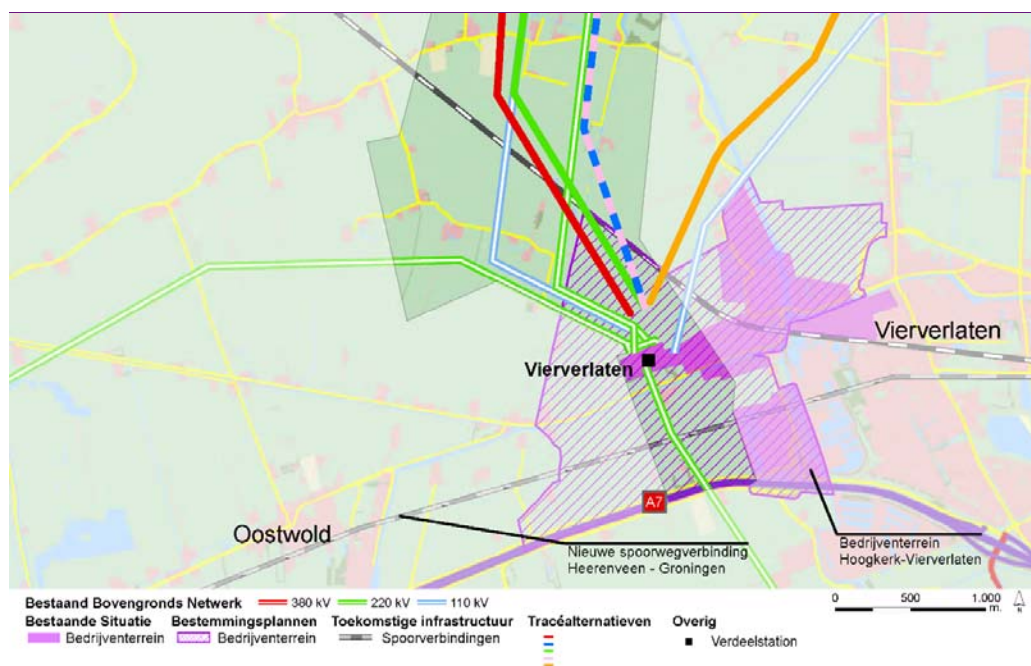 Vierverlaten
Vierverlaten
A7
Oostwold
Nieuwe spoorwegverbinding
Heerenveen - Groningen
Bedrijventerrein
Hoogkerk-Vierverlaten
Bestaand Bovengronds Netwerk 380 kV 220 kV 110 kV
0 500 1.000
m. N
Bestaande Situatie Bestemmingsplannen Toekomstige infrastructuur Tracéalternatieven Overig
Bedrijventerrein Bedrijventerrein Spoorverbindingen Verdeelstation